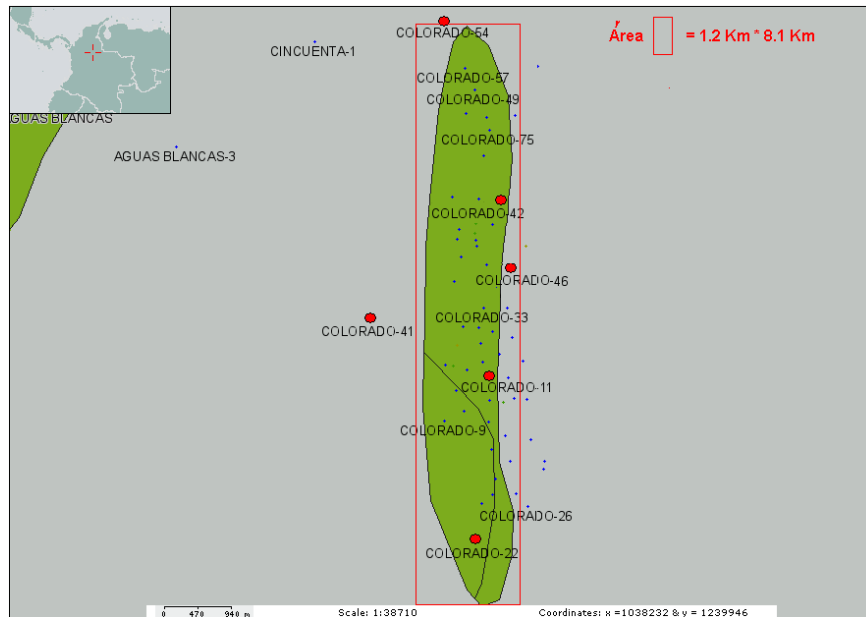 COLORADO-54
Área = 1.2 Km * 8.1 Km
CINCUENTA-1
COLORADO-57
COLORADO-49
GUAS BLANCAS
COLORADO-75
AGUAS BLANCAS-3
COLORADO-42
COLORADO-46
COLORADO-33
COLORADO-41
COLORADO-11
COLORADO-9
COLORADO-26
COLORADO-22
0 470 940 m
Scale: 1:38710
Coordinates: x =1038232 & y = 1239946